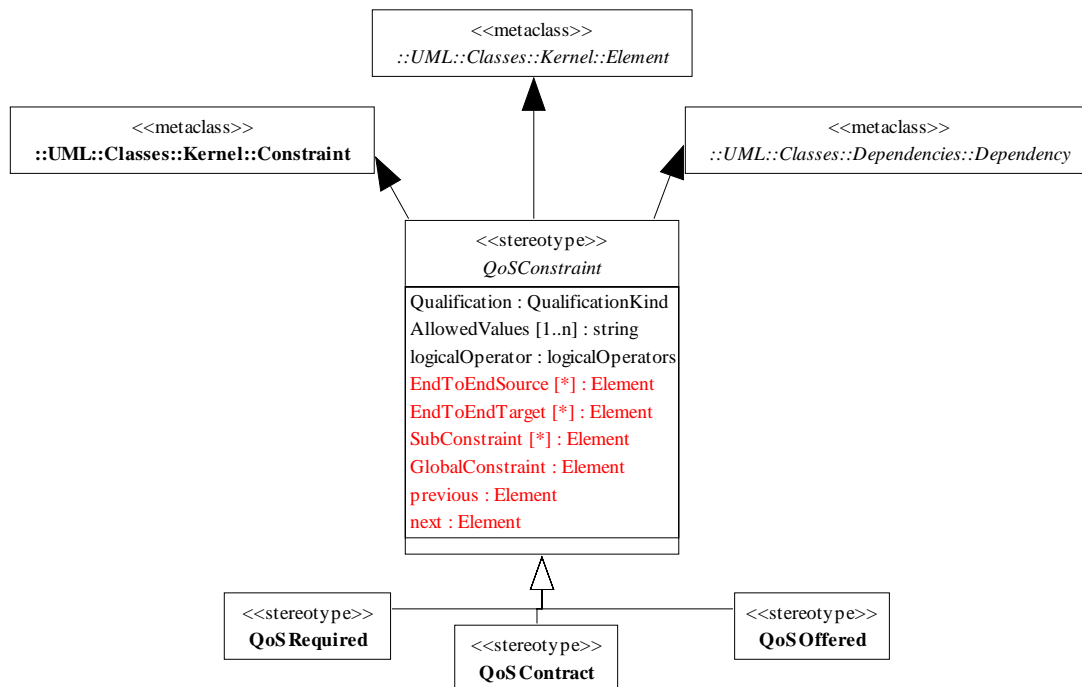 <<metaclass>>
::UML::Classes::Kernel::Element
<<metaclass>>
::UML::Classes::Kernel::Constraint
<<metaclass>>
::UML::Classes::Dependencies::Dependency
<<stereotype>>
QoSConstraint
Qualification : QualificationKind
AllowedValues [1..n] : string
logicalOperator : logicalOperators
EndToEndSource [*] : Element
EndToEndTarget [*] : Element
SubConstraint [*] : Element
GlobalConstraint : Element
previous : Element
next : Element
<<stereotype>>
QoSRequired
<<stereotype>>
QoSContract
<<stereotype>>
QoSOffered